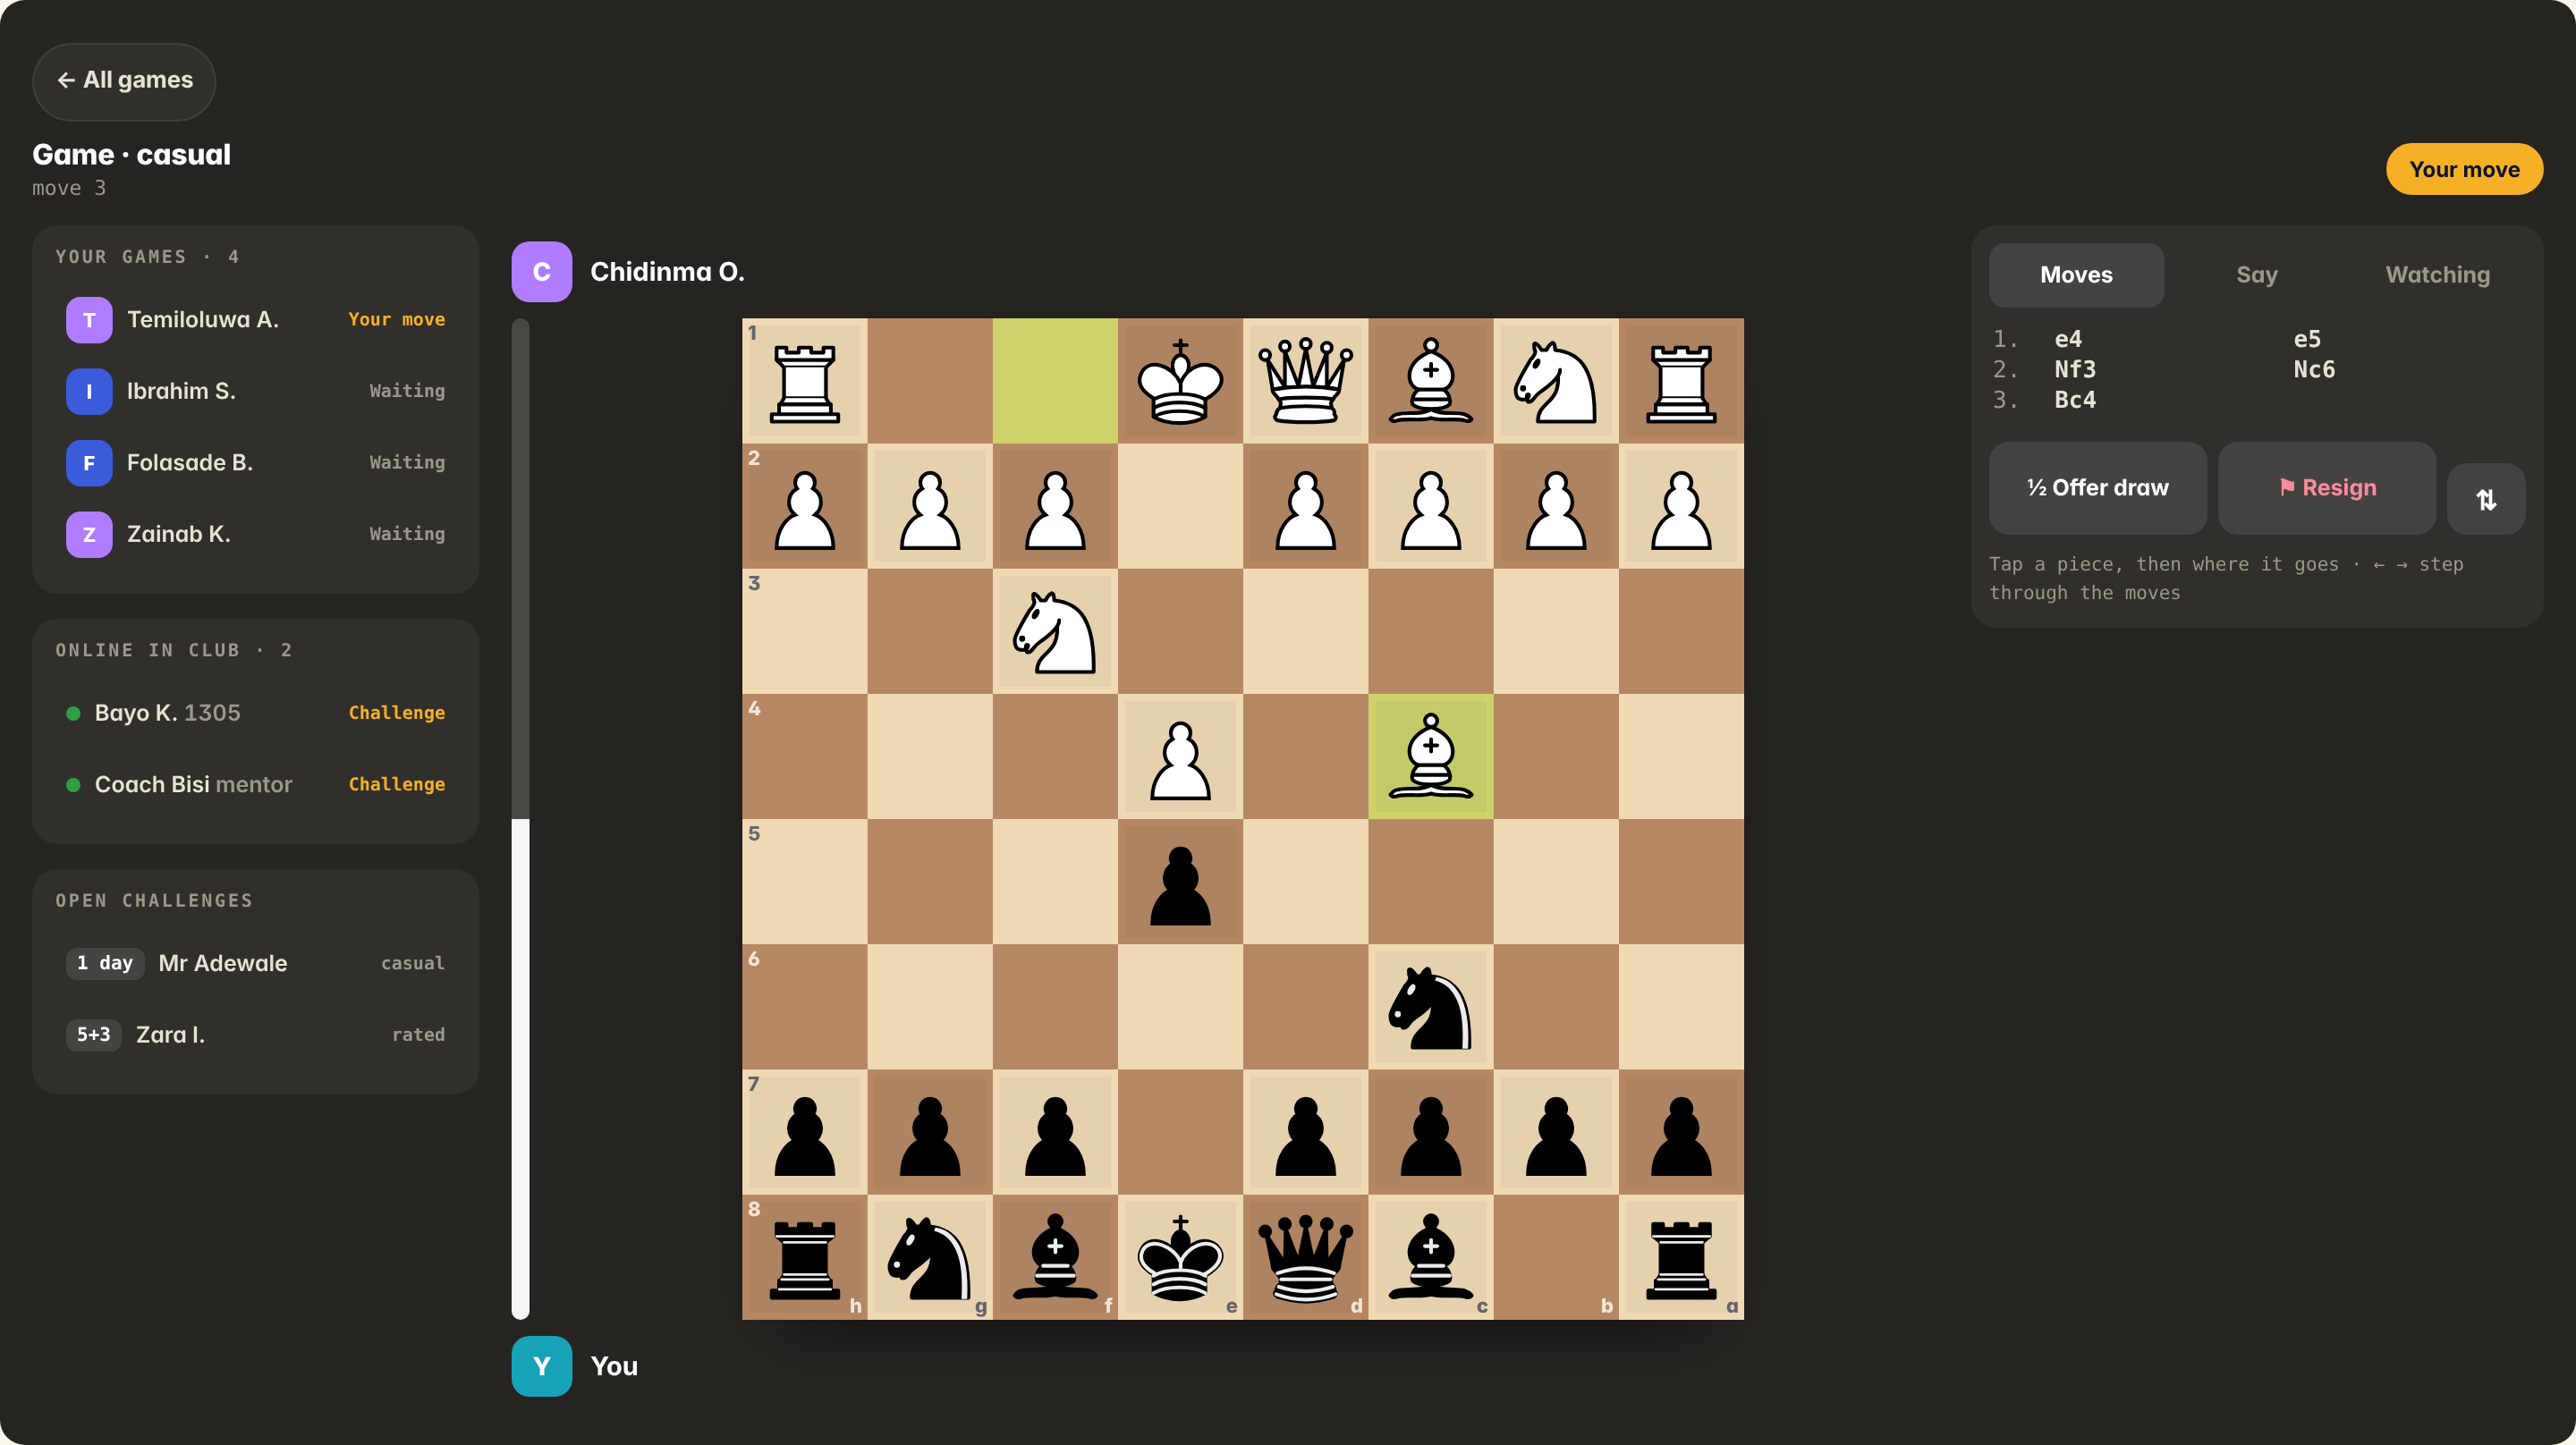 ← All games
Game · casual
move 3
Your move
YOUR GAMES · 4
T Temiloluwa A. Your move
I Ibrahim S. Waiting
F Folasade B. Waiting
Z Zainab K. Waiting
ONLINE IN CLUB · 2
Bayo K. 1305 Challenge
Coach Bisi mentor Challenge
OPEN CHALLENGES
1 day Mr Adewale casual
5+3 Zara I. rated
C Chidinma O.
1
2
3
4
5
6
7
8
h g f e d c b a
Y You
Moves Say Watching
1. e4 e5
2. Nf3 Nc6
3. Bc4
½ Offer draw ⚑ Resign ⇅
Tap a piece, then where it goes · ← → step
through the moves